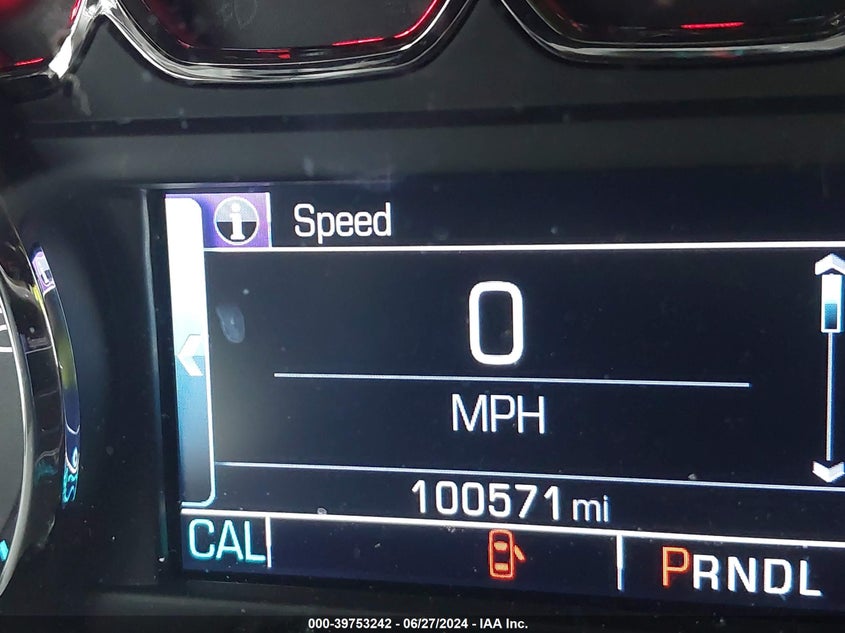 Speed
0
MPH
100571 mi
CAL
PRNDL
000-39753242 - 06/27/2024 - IAA Inc.